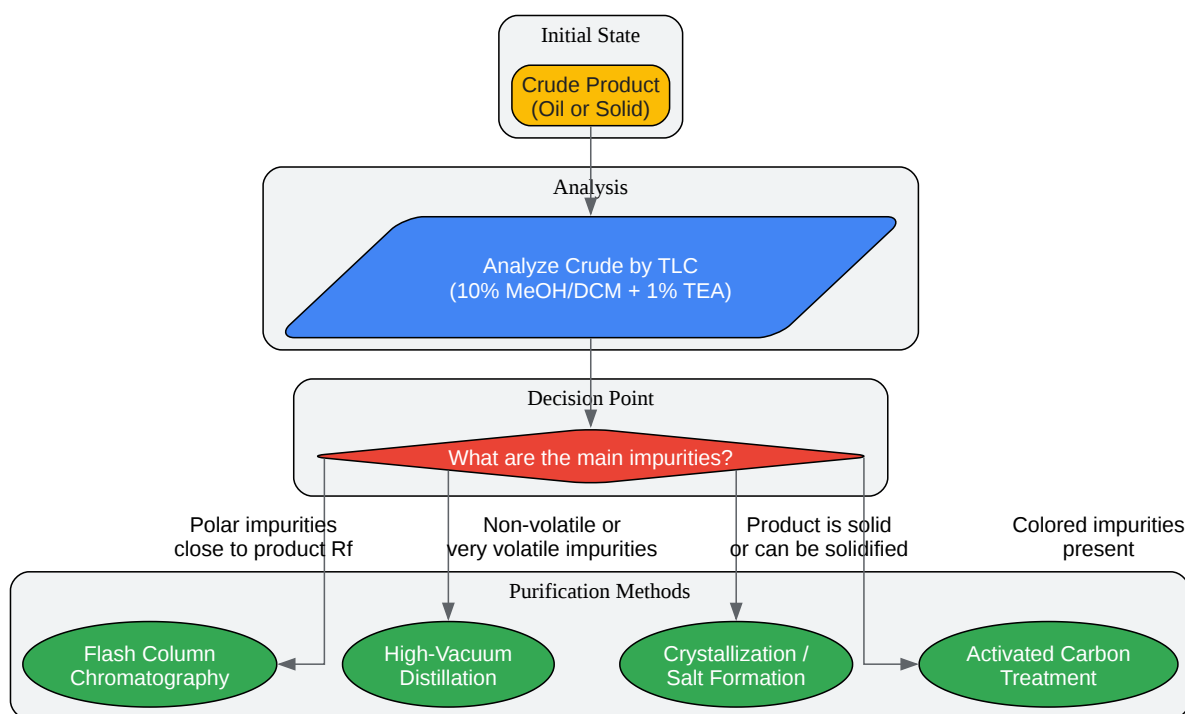 Initial State
Crude Product
(Oil or Solid)
Analysis
Analyze Crude by TLC
(10% MeOH/DCM + 1% TEA)
Decision Point
What are the main impurities?
Polar impurities
close to product Rf
Non-volatile or
very volatile impurities
Product is solid
or can be solidified
Colored impurities
present
Purification Methods
Flash Column
Chromatography
High-Vacuum
Distillation
Crystallization /
Salt Formation
Activated Carbon
Treatment